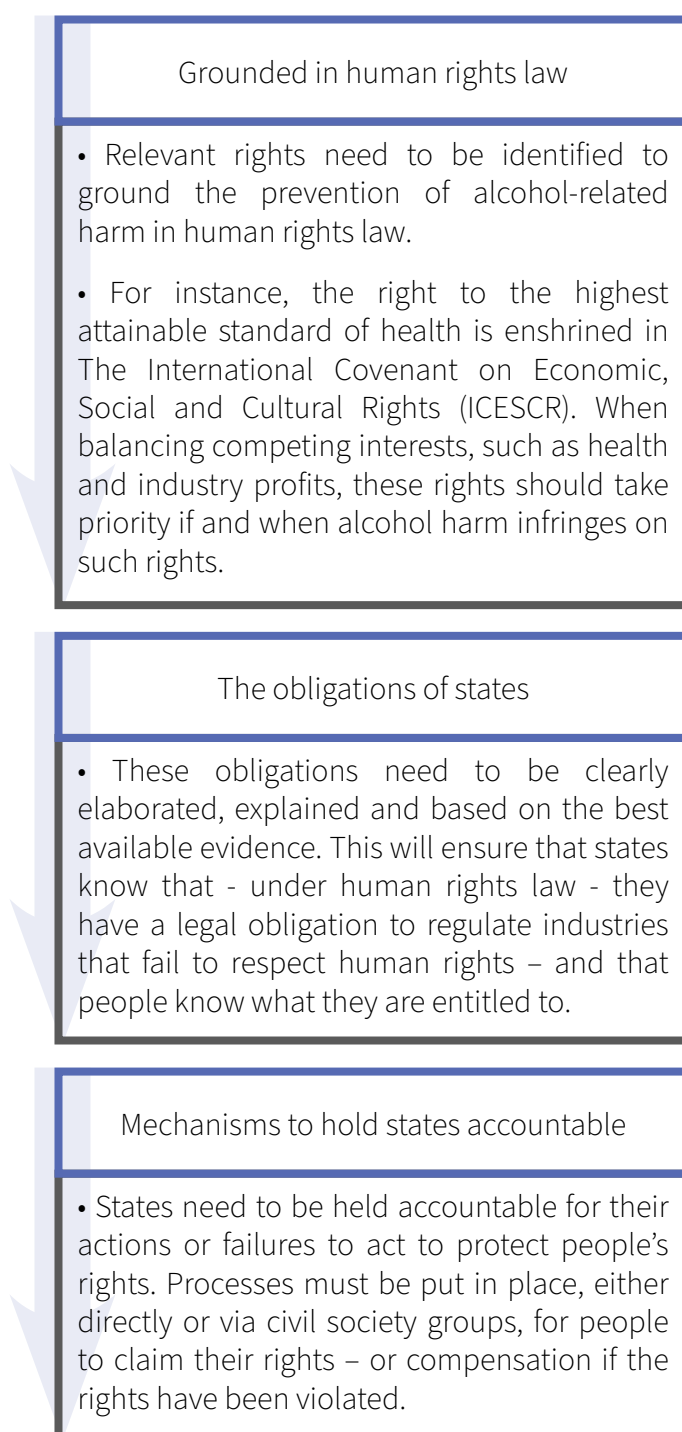 Grounded in human rights law
• Relevant rights need to be identified to
ground the prevention of alcohol-related
harm in human rights law.
• For instance, the right to the highest
attainable standard of health is enshrined in
The International Covenant on Economic,
Social and Cultural Rights (ICESCR). When
balancing competing interests, such as health
and industry profits, these rights should take
priority if and when alcohol harm infringes on
such rights.
The obligations of states
• These obligations need to be clearly
elaborated, explained and based on the best
available evidence. This will ensure that states
know that - under human rights law - they
have a legal obligation to regulate industries
that fail to respect human rights – and that
people know what they are entitled to.
Mechanisms to hold states accountable
• States need to be held accountable for their
actions or failures to act to protect people’s
rights. Processes must be put in place, either
directly or via civil society groups, for people
to claim their rights – or compensation if the
rights have been violated.